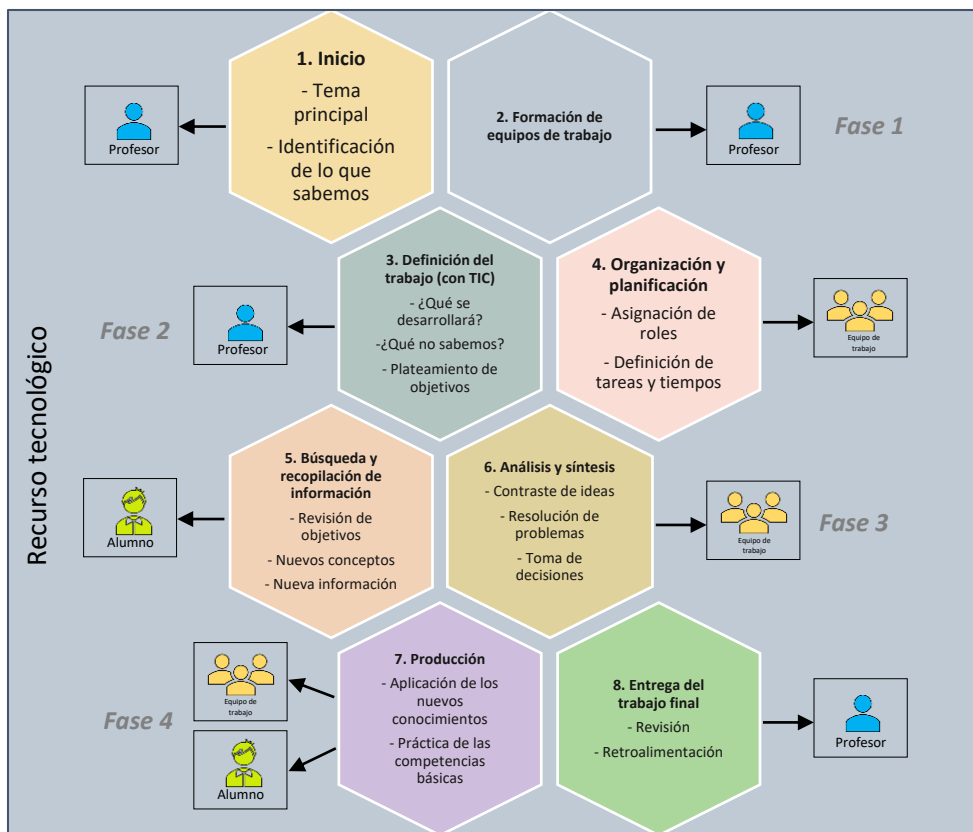 Recurso tecnológico
1. Inicio
- Tema
principal
- Identificación
de lo que
sabemos
Profesor
2. Formación de
equipos de trabajo
Profesor
Fase 1
3. Definición del
trabajo (con TIC)
- ¿Qué se
desarrollará?
-¿Qué no sabemos?
- Plateamiento de
objetivos
Fase 2
Profesor
4. Organización y
planificación
- Asignación de
roles
- Definición de
tareas y tiempos
Equipo de
trabajo
5. Búsqueda y
recopilación de
información
- Revisión de
objetivos
- Nuevos conceptos
- Nueva información
Alumno
6. Análisis y síntesis
- Contraste de ideas
- Resolución de
problemas
- Toma de
decisiones
Equipo de
trabajo
Fase 3
7. Producción
- Aplicación de los
nuevos
conocimientos
- Práctica de las
competencias
básicas
Fase 4
Equipo de
trabajo
Alumno
8. Entrega del
trabajo final
- Revisión
- Retroalimentación
Profesor